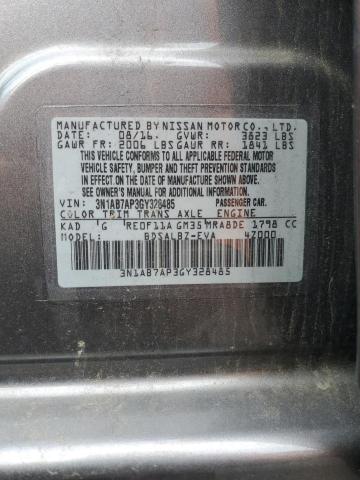 MANUFACTURED BY NISSAN MOTOR CO., LTD.
DATE: 08/16. GVWR: 3623 LBS
GAWR FR: 2006 LBS GAWR RR: 1841 LBS
THIS VEHICLE CONFORMS TO ALL APPLICABLE FEDERAL MOTOR
VEHICLE SAFETY, BUMPER AND THEFT PREVENTION STANDARDS
IN EFFECT ON THE DATE OF MANUFACTURE SHOWN ABOVE.
SEE OWNER'S MANUAL FOR ADDITIONAL INFORMATION.
VIN: 3N1AB7AP3GY328485 PASSENGER CAR.
COLOR TRIM TRANS AXLE ENGINE
KAD G RE0F11A GM35 MRA8DE 1798 CC
BDSALBZ-EVA 4Z000
3N1AB7AP3GY328485